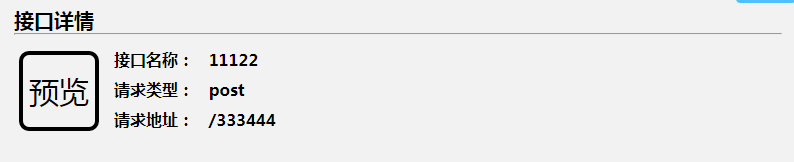 接口详情
预览
接口名称： 11122
请求类型： post
请求地址： /333444